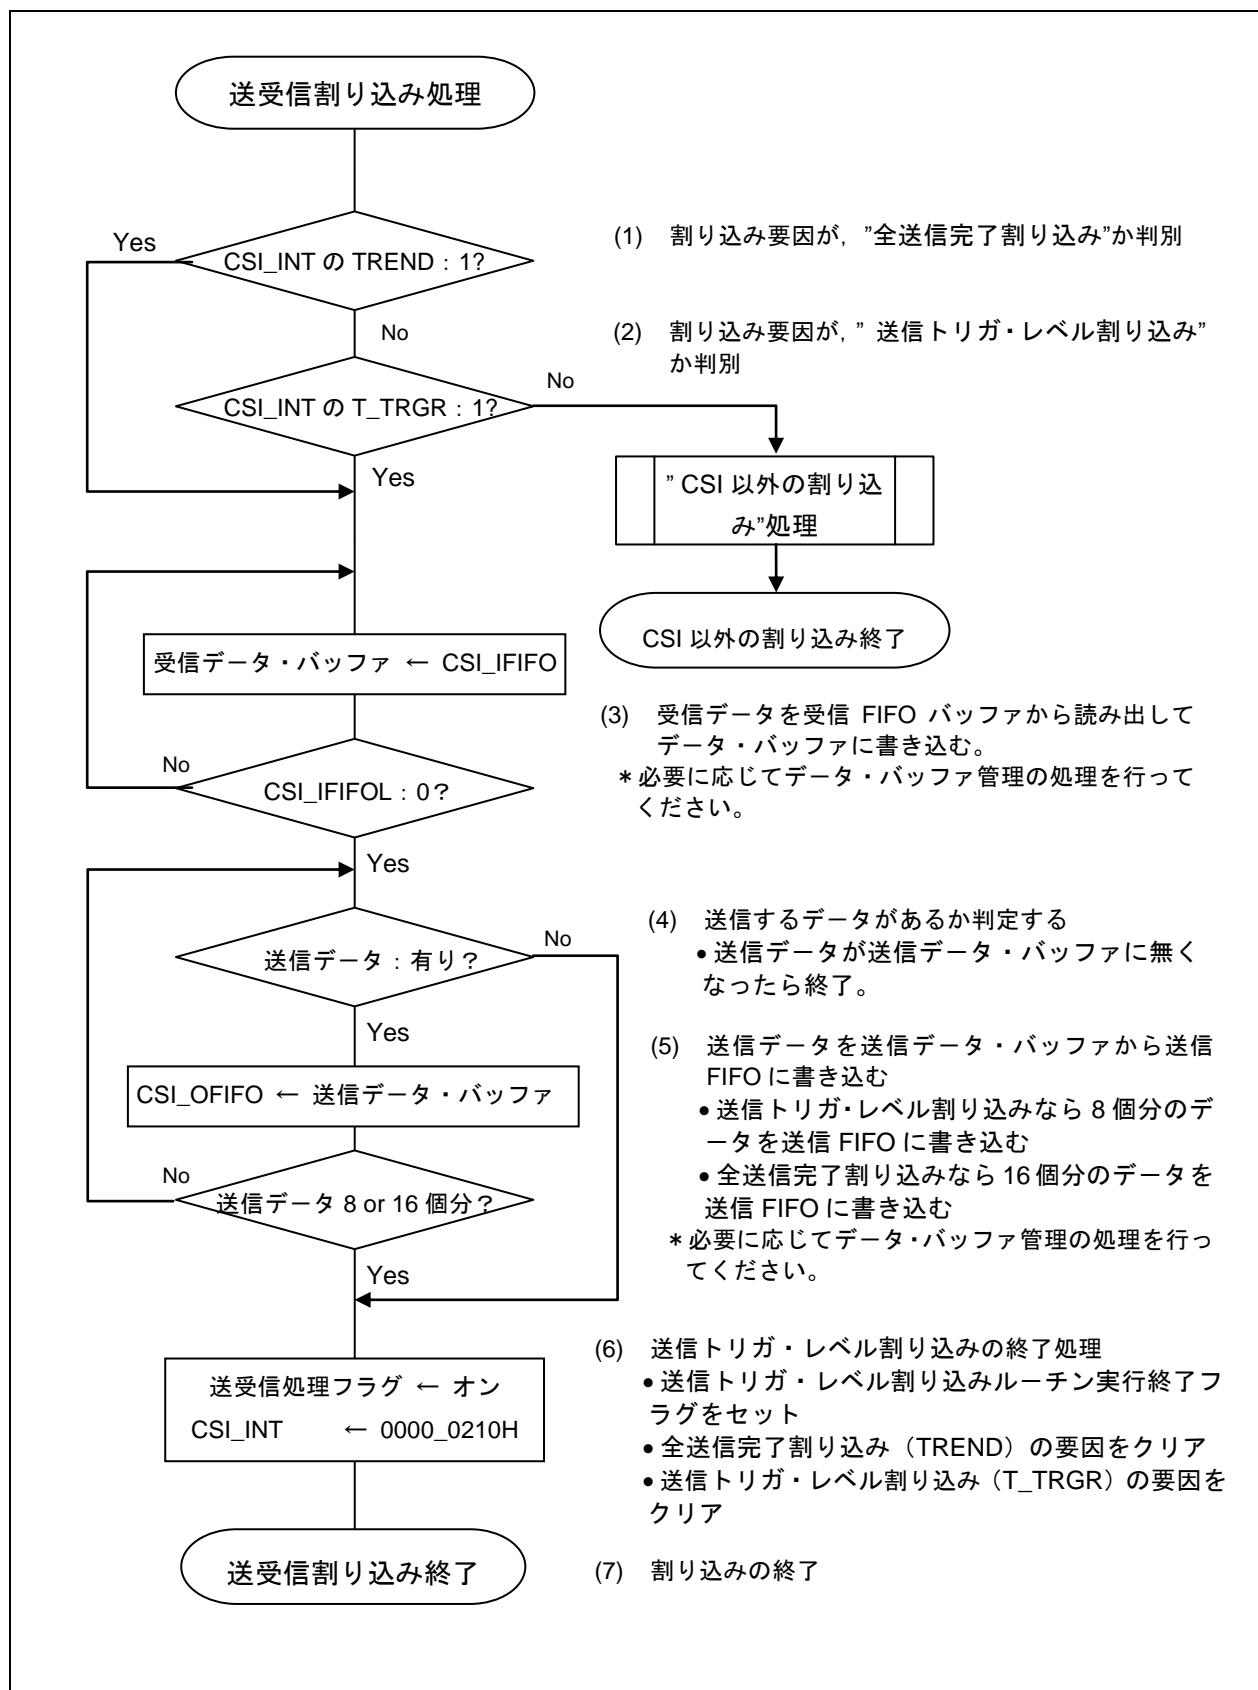 送受信割り込み処理
Yes
CSI_INT の TREND：1?
(1) 割り込み要因が，”全送信完了割り込み”か判別
No
(2) 割り込み要因が，” 送信トリガ・レベル割り込み”
か判別
No
CSI_INT の T_TRGR：1?
Yes
” CSI 以外の割り込
み”処理
CSI 以外の割り込み終了
受信データ・バッファ ← CSI_IFIFO
(3) 受信データを受信 FIFO バッファから読み出して
データ・バッファに書き込む。
＊必要に応じてデータ・バッファ管理の処理を行って
ください。
No
CSI_IFIFOL：0？
Yes
(4) 送信するデータがあるか判定する
●送信データが送信データ・バッファに無く
なったら終了。
No
送信データ：有り？
Yes
(5) 送信データを送信データ・バッファから送信
FIFO に書き込む
●送信トリガ・レベル割り込みなら 8 個分のデ
ータを送信 FIFO に書き込む
●全送信完了割り込みなら 16 個分のデータを
送信 FIFO に書き込む
＊必要に応じてデータ・バッファ管理の処理を行っ
てください。
CSI_OFIFO ← 送信データ・バッファ
No
送信データ 8 or 16 個分？
Yes
(6) 送信トリガ・レベル割り込みの終了処理
●送信トリガ・レベル割り込みルーチン実行終了フ
ラグをセット
●全送信完了割り込み（TREND）の要因をクリア
●送信トリガ・レベル割り込み（T_TRGR）の要因を
クリア
送受信処理フラグ ← オン
CSI_INT ← 0000_0210H
送受信割り込み終了
(7) 割り込みの終了